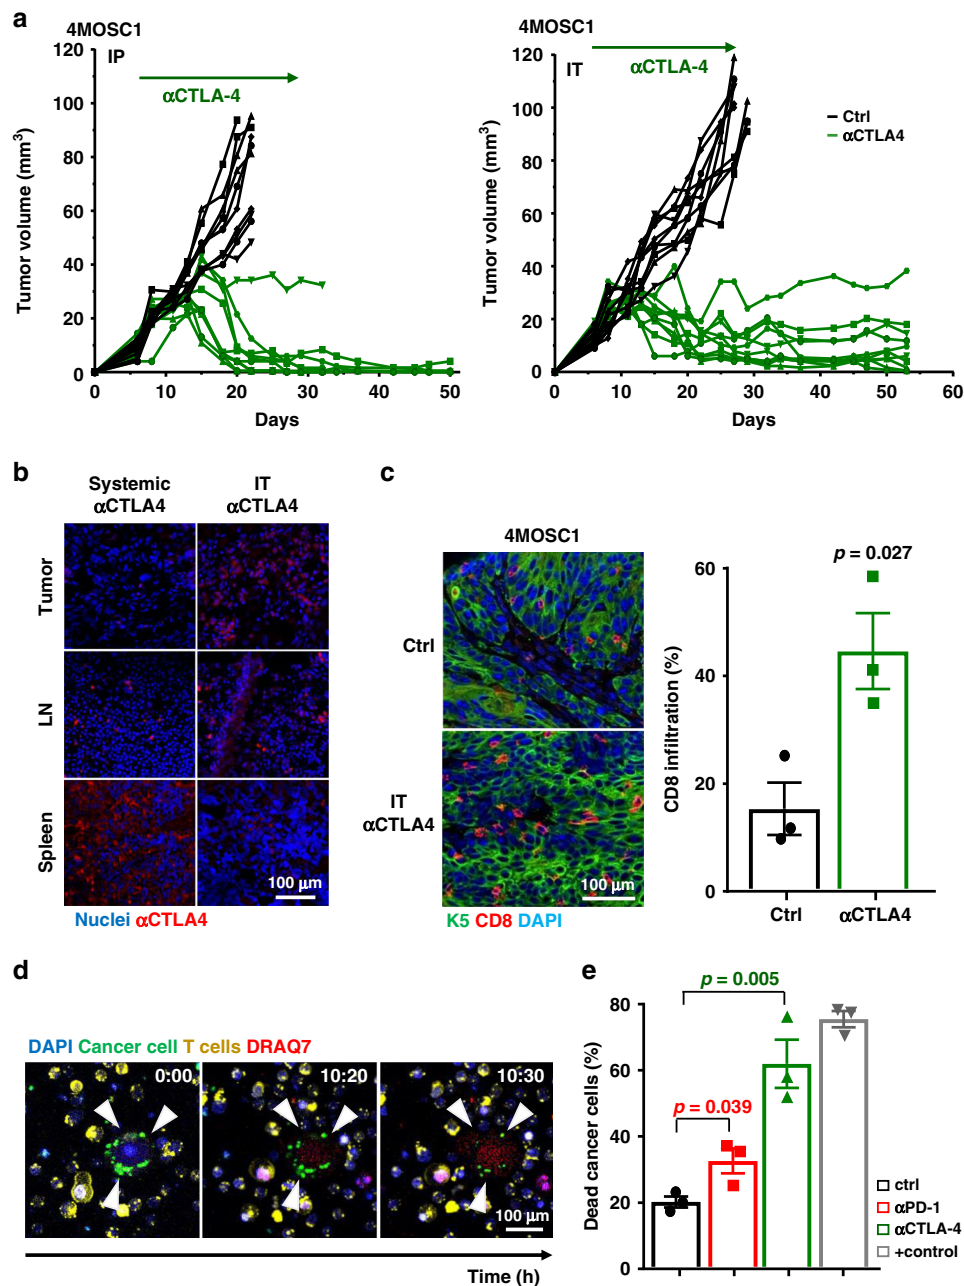 a
4MOSC1
IP
αCTLA-4
Tumor volume (mm³)
120
100
80
60
40
20
0
0 10 20 30 40 50
Days
4MOSC1
IT
αCTLA-4
Ctrl
αCTLA4
Tumor volume (mm³)
120
100
80
60
40
20
0
0 10 20 30 40 50 60
Days
b
Systemic αCTLA4
IT αCTLA4
Tumor
LN
Spleen
100 μm
Nuclei αCTLA4
c
4MOSC1
Ctrl
IT αCTLA4
100 μm
K5 CD8 DAPI
p = 0.027
CD8 infiltration (%)
60
40
20
0
Ctrl αCTLA4
d
DAPI Cancer cell T cells DRAQ7
0:00 10:20 10:30
100 μm
Time (h)
e
p = 0.005
p = 0.039
Dead cancer cells (%)
80
60
40
20
0
ctrl
αPD-1
αCTLA-4
+control